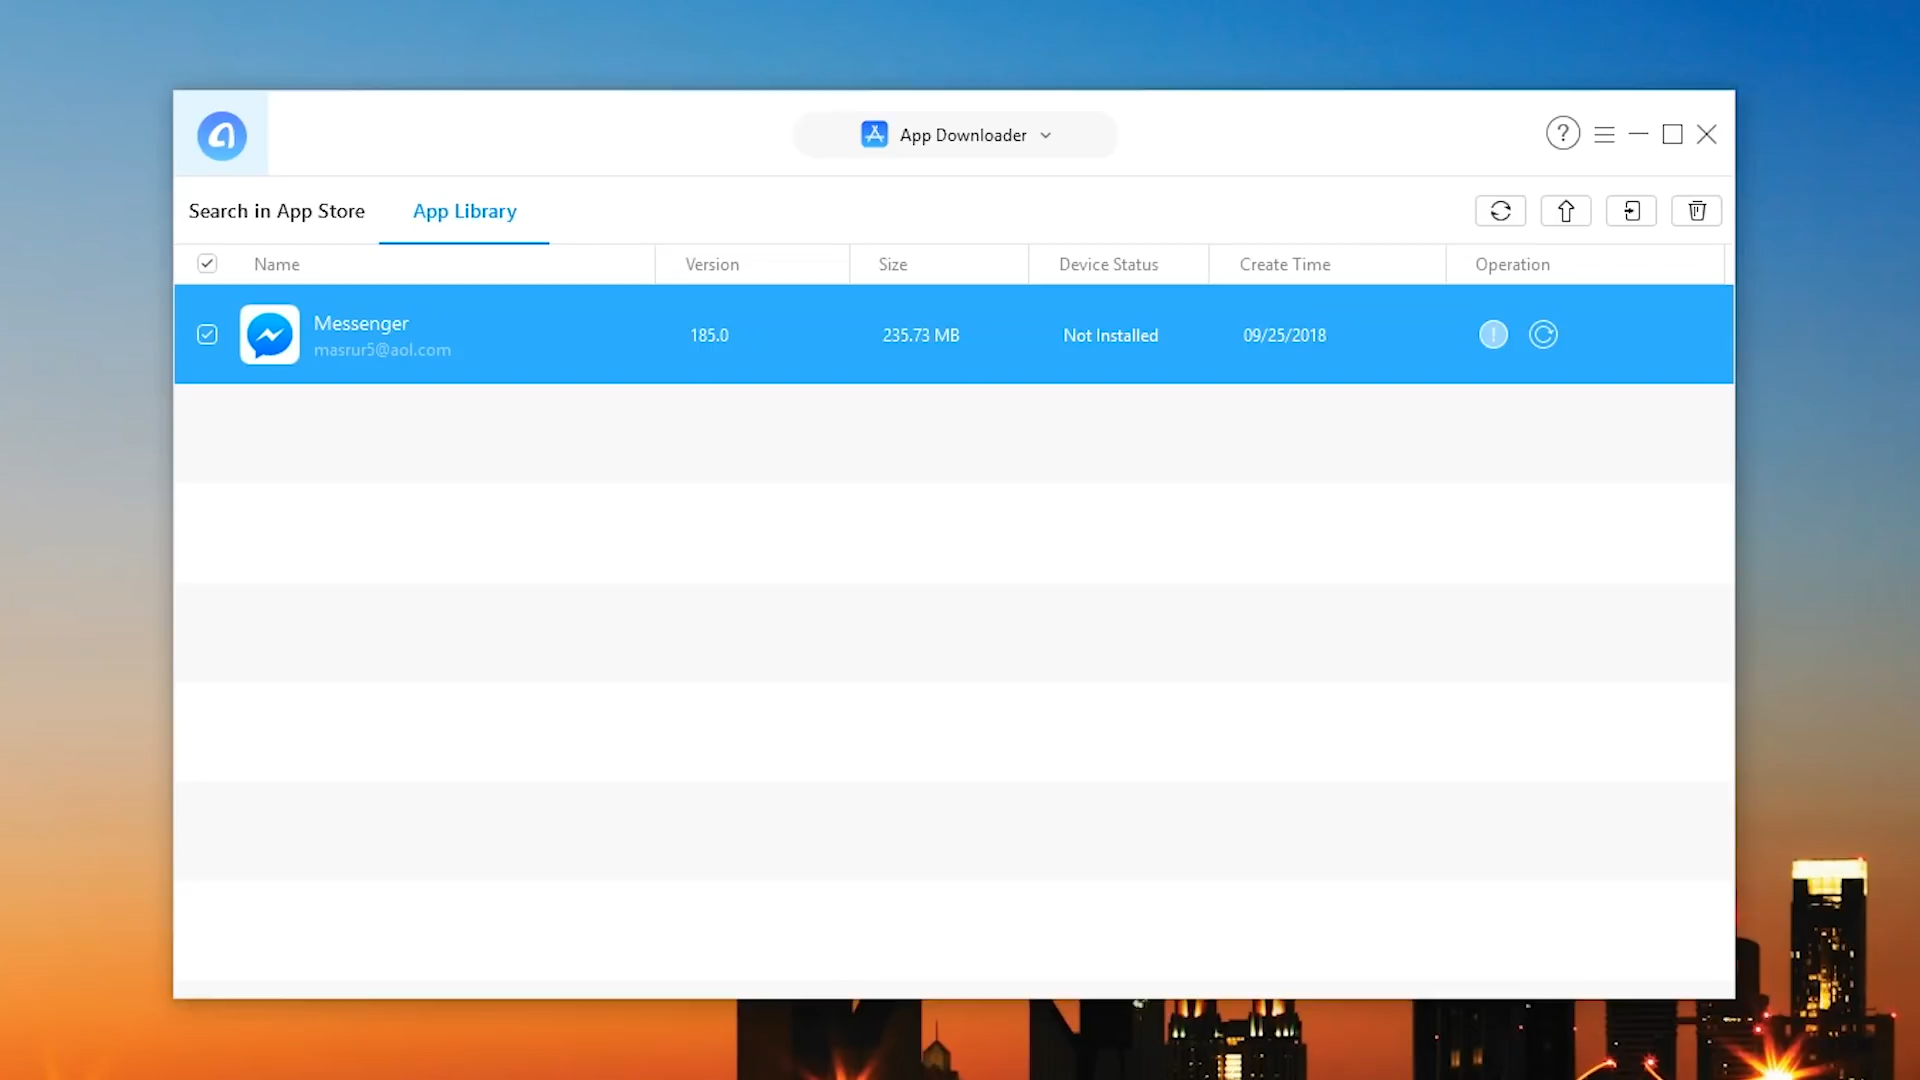 App Downloader
?
Search in App Store
App Library
Name
Version
Size
Device Status
Create Time
Operation
Messenger
masrur5@aol.com
185.0
235.73 MB
Not Installed
09/25/2018